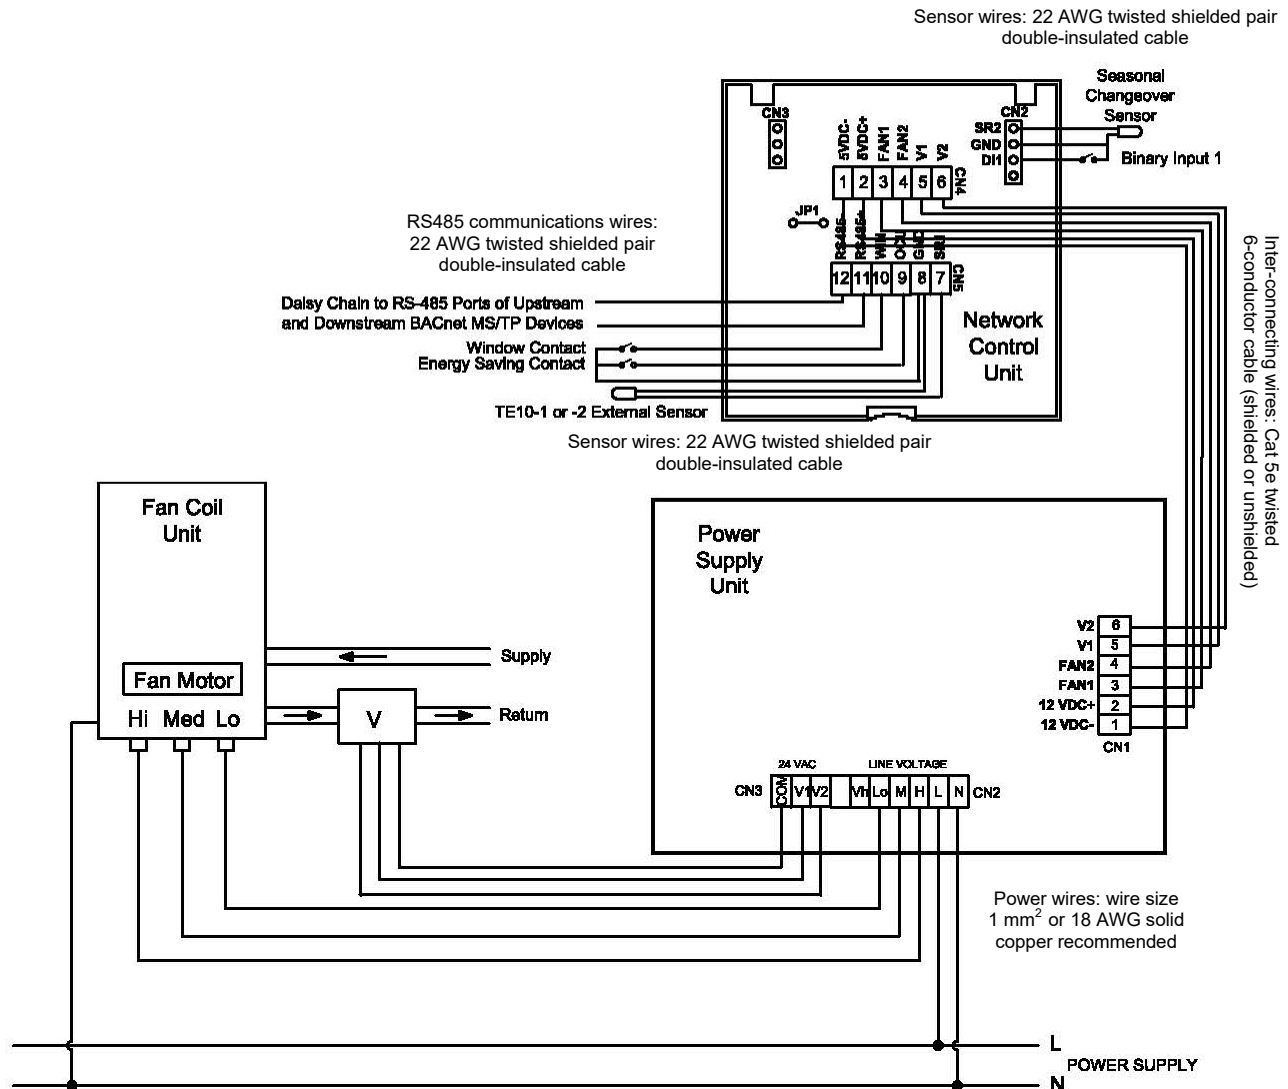 Sensor wires: 22 AWG twisted shielded pair
double-insulated cable
Seasonal
Changeover
Sensor
CN3
CN2
SR2
GND
DI1
Binary Input 1
5VDC-
FAN1
FAN2
V1
V2
1 2 3 4 5 6
CN4
JP1
RS485 communications wires:
22 AWG twisted shielded pair
double-insulated cable
RS485-
RS485+
WIN
OCU
GND
12 11 10 9 8 7
CN5
Daisy Chain to RS-485 Ports of Upstream
and Downstream BACnet MS/TP Devices
Window Contact
Energy Saving Contact
TE10-1 or -2 External Sensor
Network
Control
Unit
Sensor wires: 22 AWG twisted shielded pair
double-insulated cable
Inter-connecting wires: Cat 5e twisted
6-conductor cable (shielded or unshielded)
Fan Coil
Unit
Fan Motor
Hi Med Lo
Supply
V
Return
Power
Supply
Unit
V2 6
V1 5
FAN2 4
FAN1 3
12 VDC+ 2
12 VDC- 1
CN1
24 VAC
LINE VOLTAGE
CN3 COM V1 V2 Vh Lo M H L N CN2
Power wires: wire size
1 mm² or 18 AWG solid
copper recommended
L
POWER SUPPLY
N